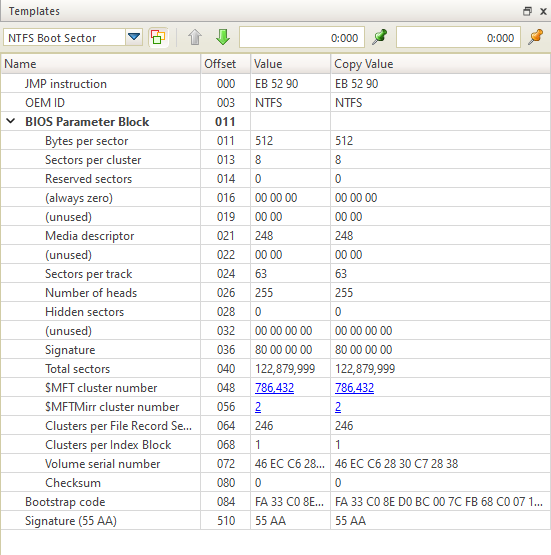 Templates
NTFS Boot Sector 0:000 0:000
Name Offset Value Copy Value
JMP instruction 000 EB 52 90 EB 52 90
OEM ID 003 NTFS NTFS
BIOS Parameter Block 011
Bytes per sector 011 512 512
Sectors per cluster 013 8 8
Reserved sectors 014 0 0
(always zero) 016 00 00 00 00 00 00
(unused) 019 00 00 00 00
Media descriptor 021 248 248
(unused) 022 00 00 00 00
Sectors per track 024 63 63
Number of heads 026 255 255
Hidden sectors 028 0 0
(unused) 032 00 00 00 00 00 00 00 00
Signature 036 80 00 00 00 80 00 00 00
Total sectors 040 122,879,999 122,879,999
$MFT cluster number 048 786,432 786,432
$MFTMirr cluster number 056 2 2
Clusters per File Record Se... 064 246 246
Clusters per Index Block 068 1 1
Volume serial number 072 46 EC C6 28... 46 EC C6 28 30 C7 28 38
Checksum 080 0 0
Bootstrap code 084 FA 33 C0 8E... FA 33 C0 8E D0 BC 00 7C FB 68 C0 07 1...
Signature (55 AA) 510 55 AA 55 AA